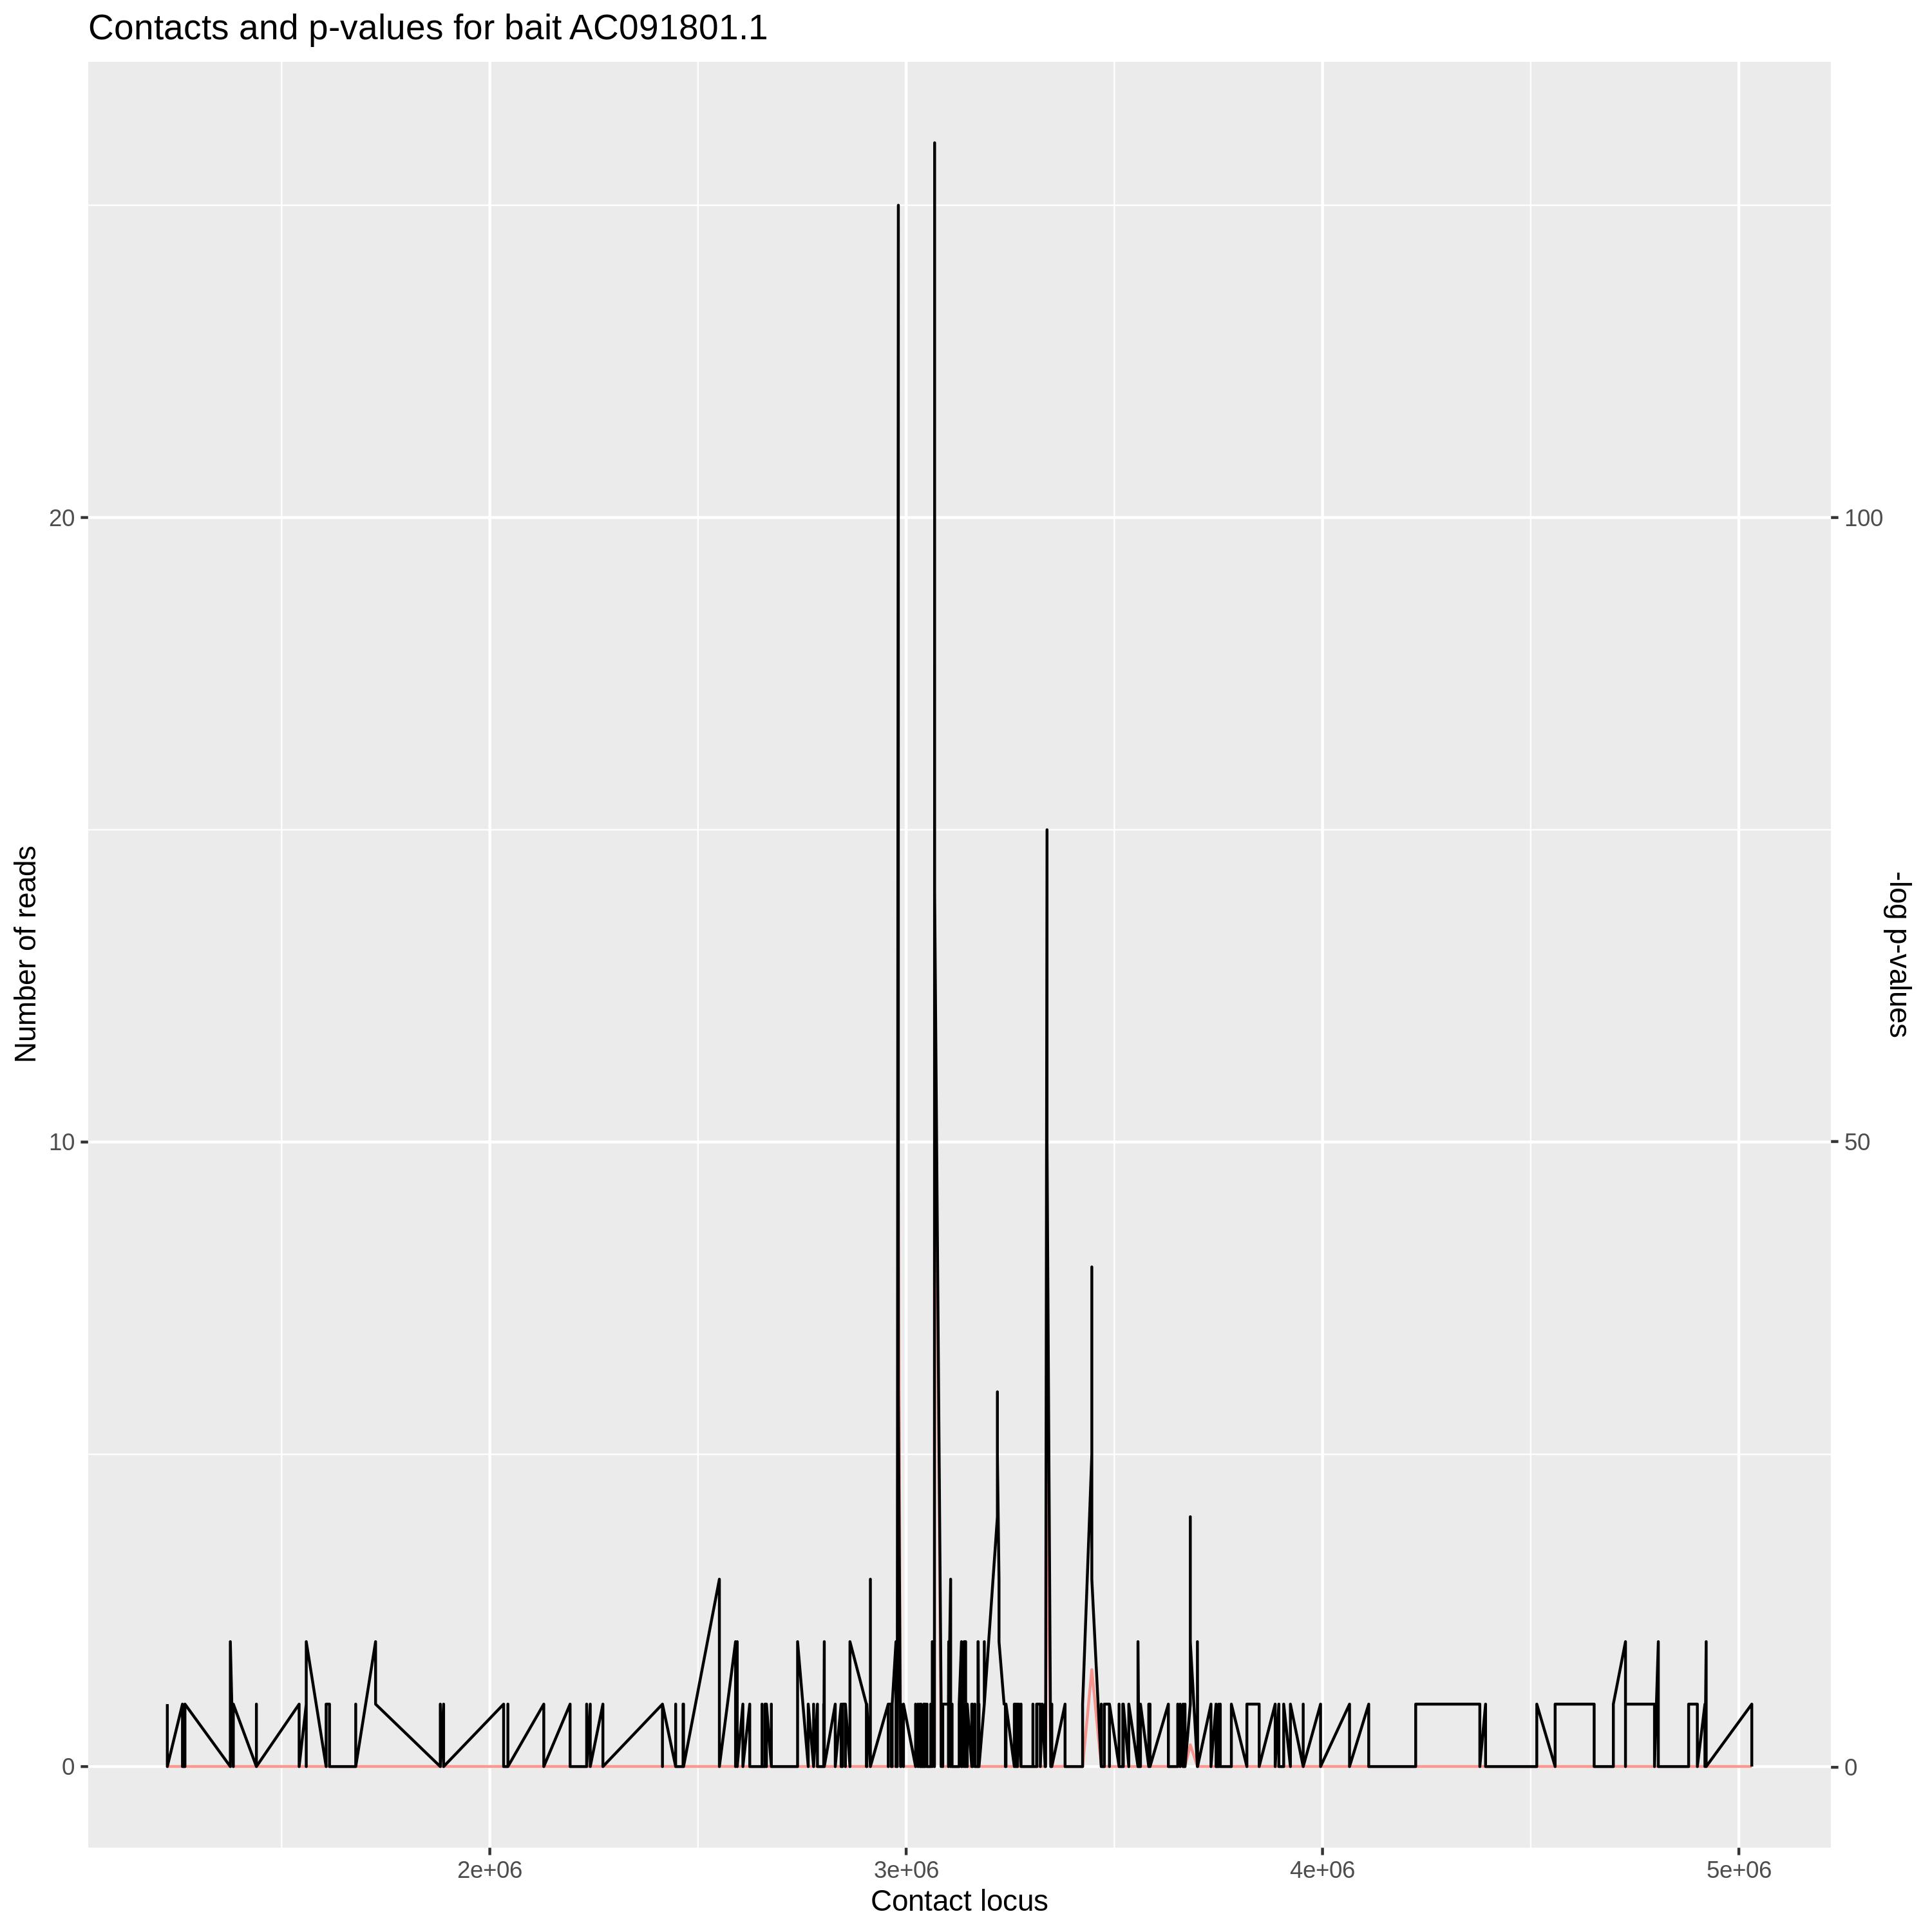 Contacts and p-values for bait AC091801.1
Number of reads
20
10
0
100
50
0
-log p-values
2e+06
3e+06
4e+06
5e+06
Contact locus